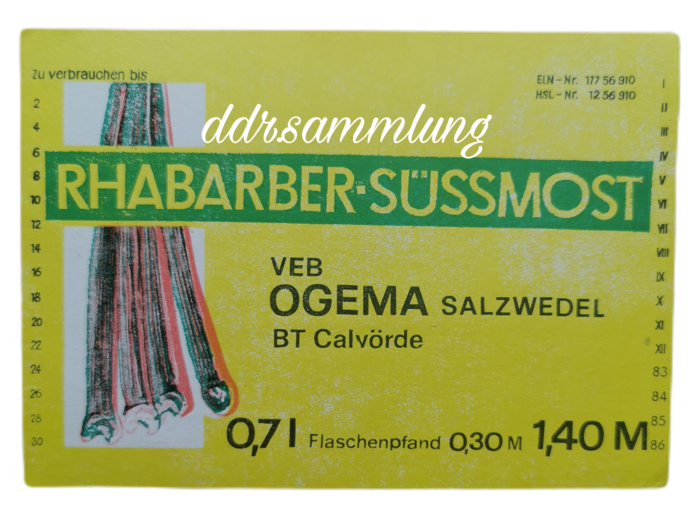 zu verbrauchen bis
ELN-Nr. 177 56 910
HSL-Nr. 12 56 910
ddr.sammlung
RHABARBER-SÜSSMOST
VEB
OGEMA SALZWEDEL
BT Calvörde
0,7 l Flaschenpfand 0,30 M 1,40 M
2
4
6
8
10
12
14
16
18
20
22
24
26
28
30
I
II
III
IV
V
VI
VII
VIII
IX
X
XI
XII
83
84
85
86